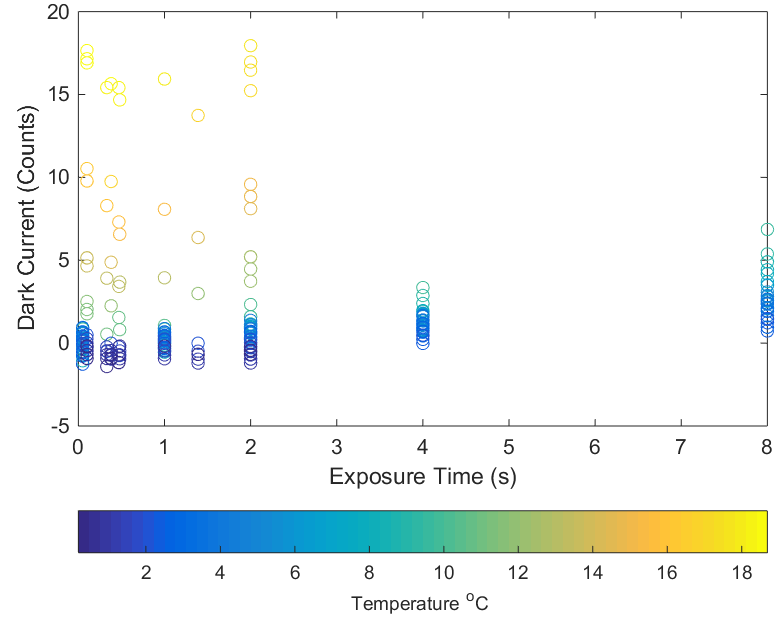 20
15
10
5
0
-5
Dark Current (Counts)
0 1 2 3 4 5 6 7 8
Exposure Time (s)
2 4 6 8 10 12 14 16 18
Temperature °C